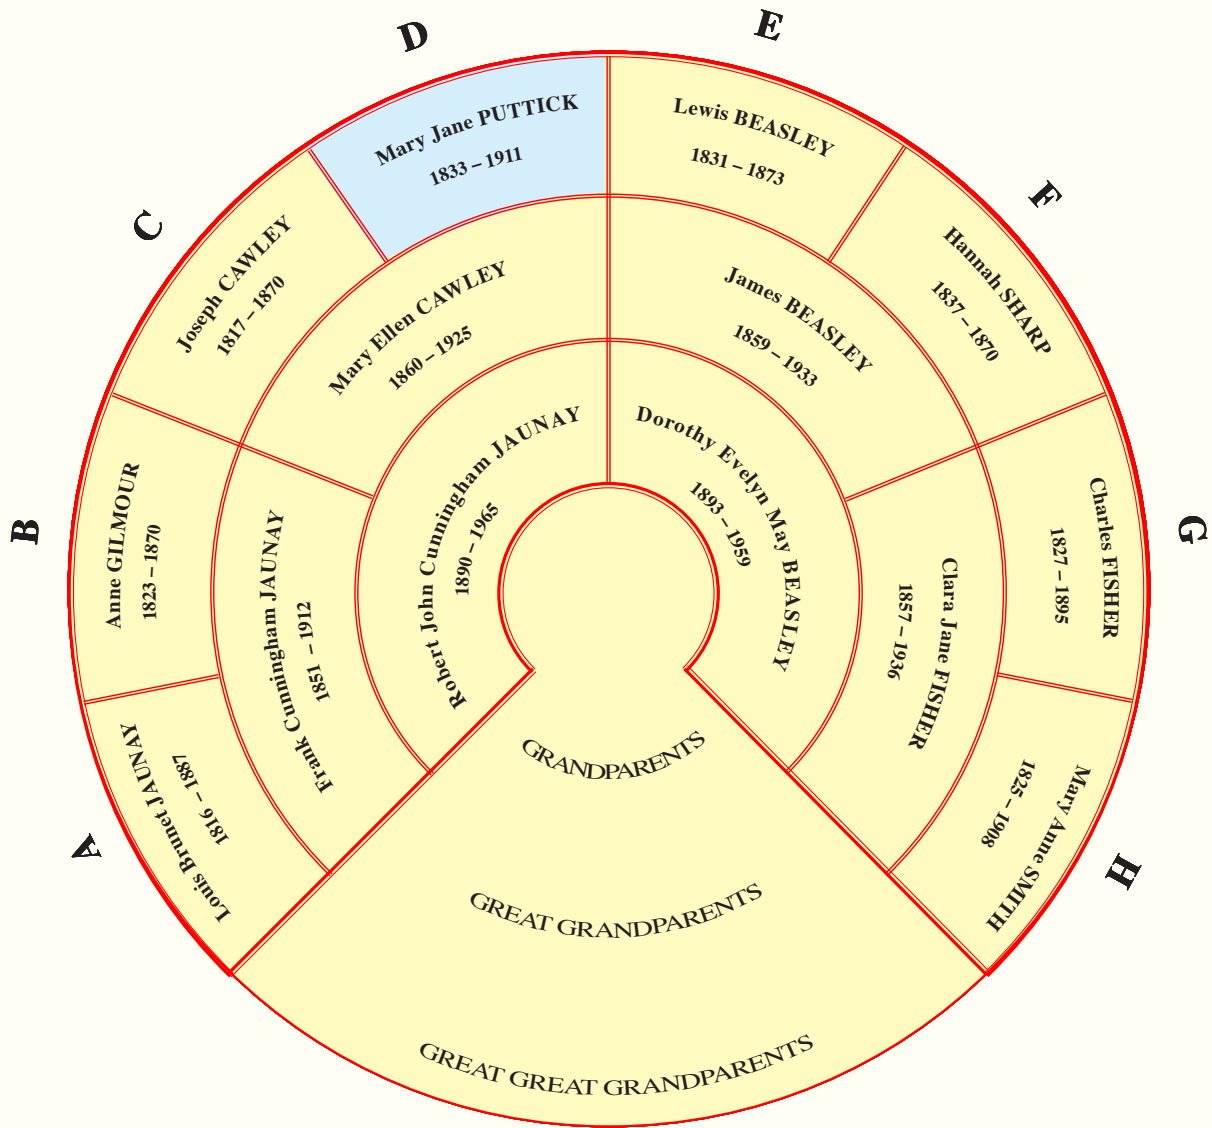 A
B
C
D
E
F
G
H
Louis Brunet JAUNAY
1816 – 1887
Anne GILMOUR
1823 – 1870
Joseph CAWLEY
1817 – 1870
Mary Jane PUTTICK
1833 – 1911
Lewis BEASLEY
1831 – 1873
Hannah SHARP
1837 – 1870
Charles FISHER
1827 – 1895
Mary Anne SMITH
1825 – 1908
Frank Cunningham JAUNAY
1851 – 1912
Mary Ellen CAWLEY
1860 – 1925
James BEASLEY
1859 – 1933
Clara Jane FISHER
1857 – 1936
Robert John Cunningham JAUNAY
1890 – 1965
Dorothy Evelyn May BEASLEY
1893 – 1959
GRANDPARENTS
GREAT GRANDPARENTS
GREAT GREAT GRANDPARENTS